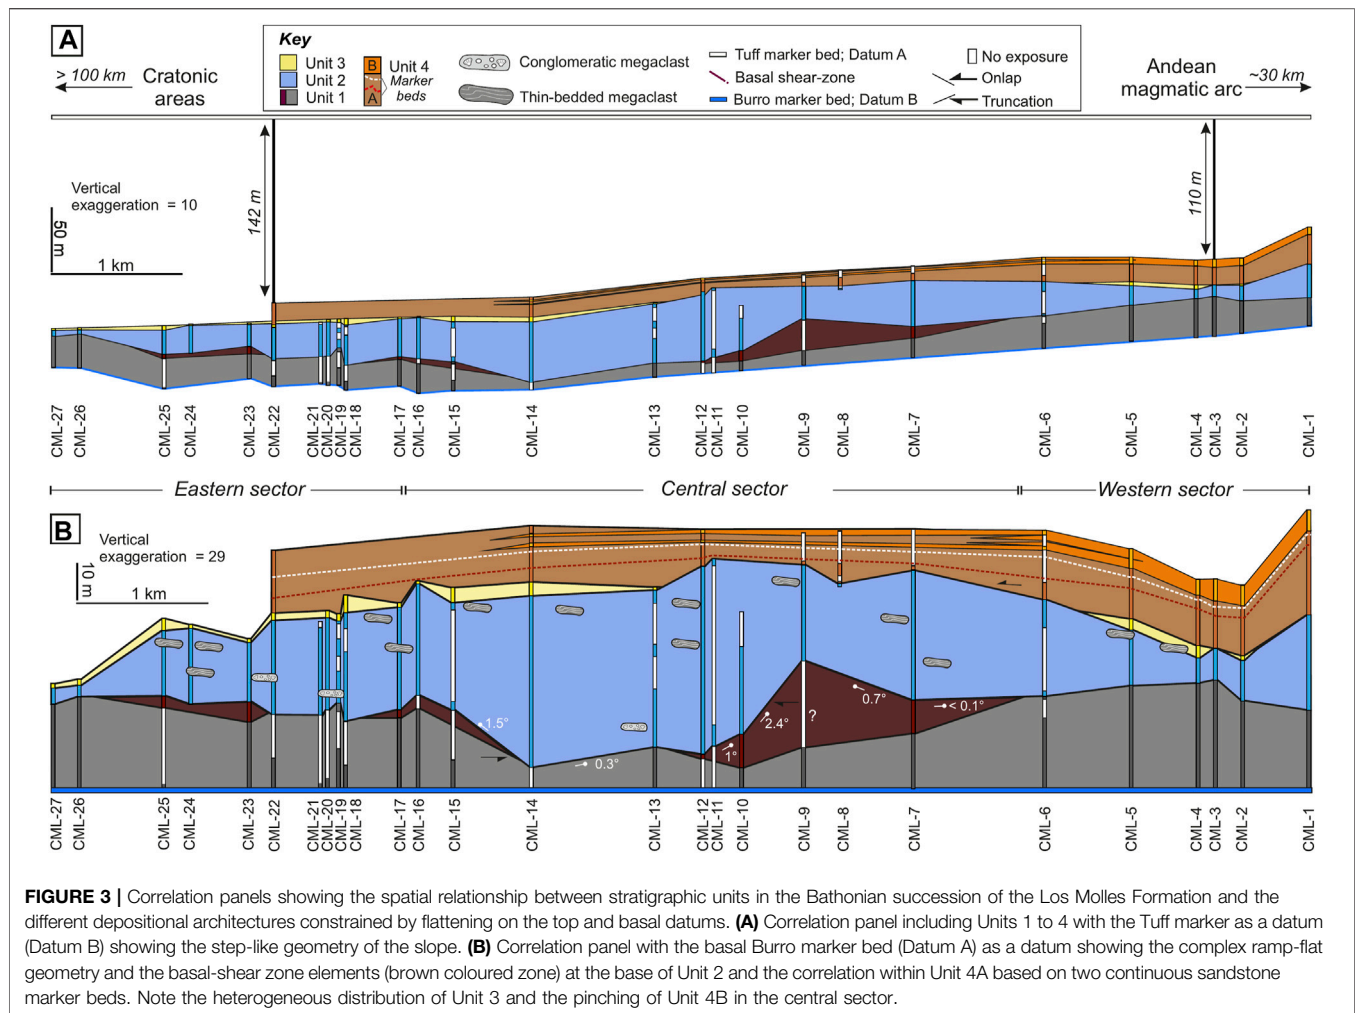 A
> 100 km
Cratonic
areas
Key
Unit 3
Unit 2
Unit 1
B
A
Unit 4
Marker
beds
Conglomeratic megaclast
Thin-bedded megaclast
Tuff marker bed; Datum A
Basal shear-zone
Burro marker bed; Datum B
No exposure
Onlap
Truncation
Andean
magmatic arc
~30 km
142 m
110 m
Vertical
exaggeration = 10
50 m
1 km
CML-27
CML-26
CML-25
CML-24
CML-23
CML-22
CML-21
CML-20
CML-19
CML-18
CML-17
CML-16
CML-15
CML-14
CML-13
CML-12
CML-11
CML-10
CML-9
CML-8
CML-7
CML-6
CML-5
CML-4
CML-3
CML-2
CML-1
Eastern sector
Central sector
Western sector
B
Vertical
exaggeration = 29
10 m
1 km
1.5°
0.3°
1°
2.4°
?
0.7°
< 0.1°
CML-27
CML-26
CML-25
CML-24
CML-23
CML-22
CML-21
CML-20
CML-19
CML-18
CML-17
CML-16
CML-15
CML-14
CML-13
CML-12
CML-11
CML-10
CML-9
CML-8
CML-7
CML-6
CML-5
CML-4
CML-3
CML-2
CML-1
FIGURE 3 | Correlation panels showing the spatial relationship between stratigraphic units in the Bathonian succession of the Los Molles Formation and the
different depositional architectures constrained by flattening on the top and basal datums. (A) Correlation panel including Units 1 to 4 with the Tuff marker as a datum
(Datum B) showing the step-like geometry of the slope. (B) Correlation panel with the basal Burro marker bed (Datum A) as a datum showing the complex ramp-flat
geometry and the basal-shear zone elements (brown coloured zone) at the base of Unit 2 and the correlation within Unit 4A based on two continuous sandstone
marker beds. Note the heterogeneous distribution of Unit 3 and the pinching of Unit 4B in the central sector.